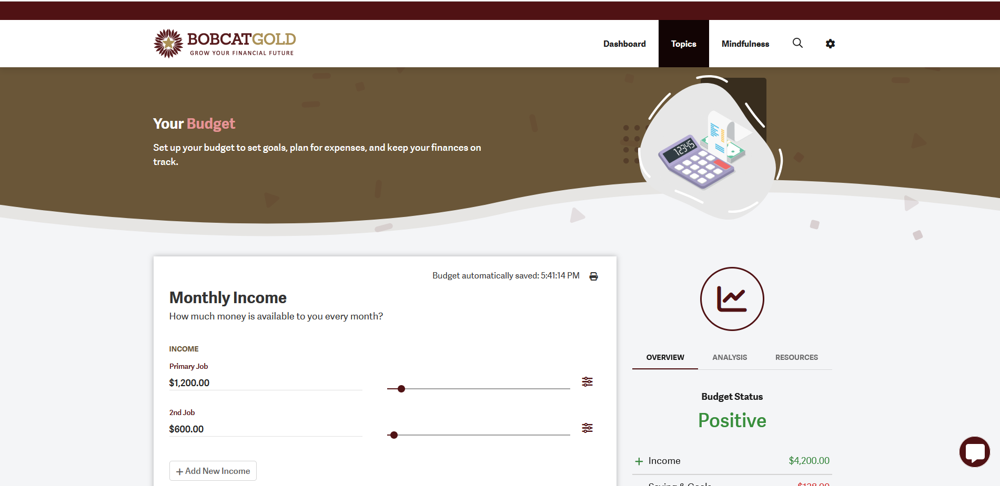 BOBCATGOLD
GROW YOUR FINANCIAL FUTURE
Dashboard
Topics
Mindfulness
Your Budget
Set up your budget to set goals, plan for expenses, and keep your finances on
track.
12345
Budget automatically saved: 5:41:14 PM
Monthly Income
How much money is available to you every month?
INCOME
Primary Job
$1,200.00
2nd Job
$600.00
+ Add New Income
OVERVIEW
ANALYSIS
RESOURCES
Budget Status
Positive
+ Income $4,200.00
Saving & Goals $128.00